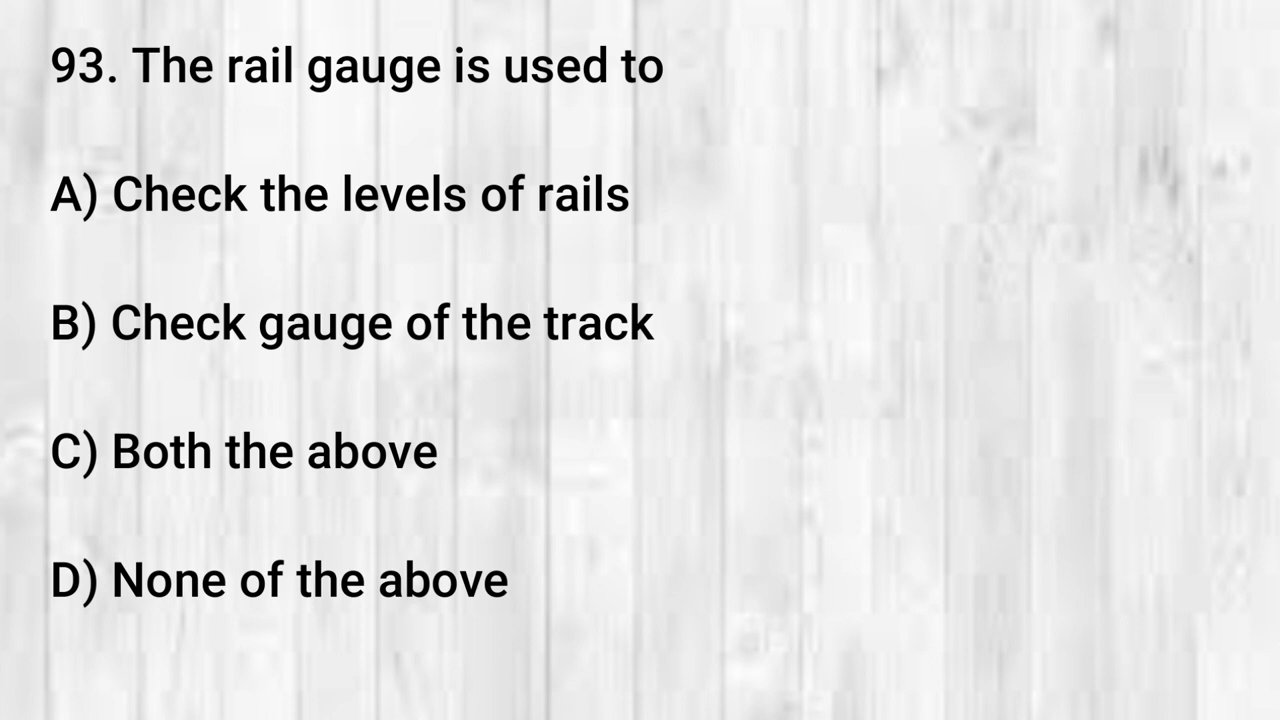 93. The rail gauge is used to
A) Check the levels of rails
B) Check gauge of the track
C) Both the above
D) None of the above